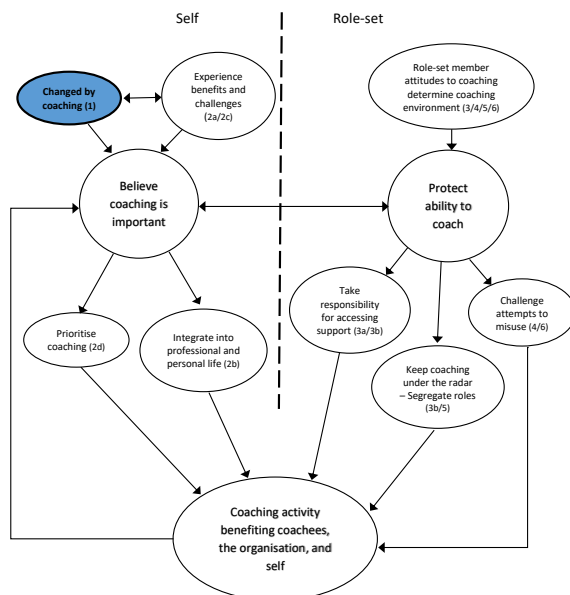 Self
Role-set
Changed by
coaching (1)
Experience
benefits and
challenges
(2a/2c)
Role-set member
attitudes to coaching
determine coaching
environment (3/4/5/6)
Believe
coaching is
important
Protect
ability to
coach
Take
responsibility
for accessing
support (3a/3b)
Challenge
attempts to
misuse (4/6)
Prioritise
coaching (2d)
Integrate into
professional and
personal life (2b)
Keep coaching
under the radar
– Segregate roles
(3b/5)
Coaching activity
benefiting coachees,
the organisation, and
self